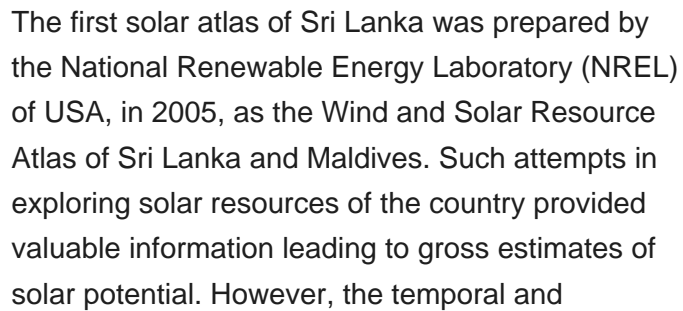 The first solar atlas of Sri Lanka was prepared by
the National Renewable Energy Laboratory (NREL)
of USA, in 2005, as the Wind and Solar Resource
Atlas of Sri Lanka and Maldives. Such attempts in
exploring solar resources of the country provided
valuable information leading to gross estimates of
solar potential. However, the temporal and